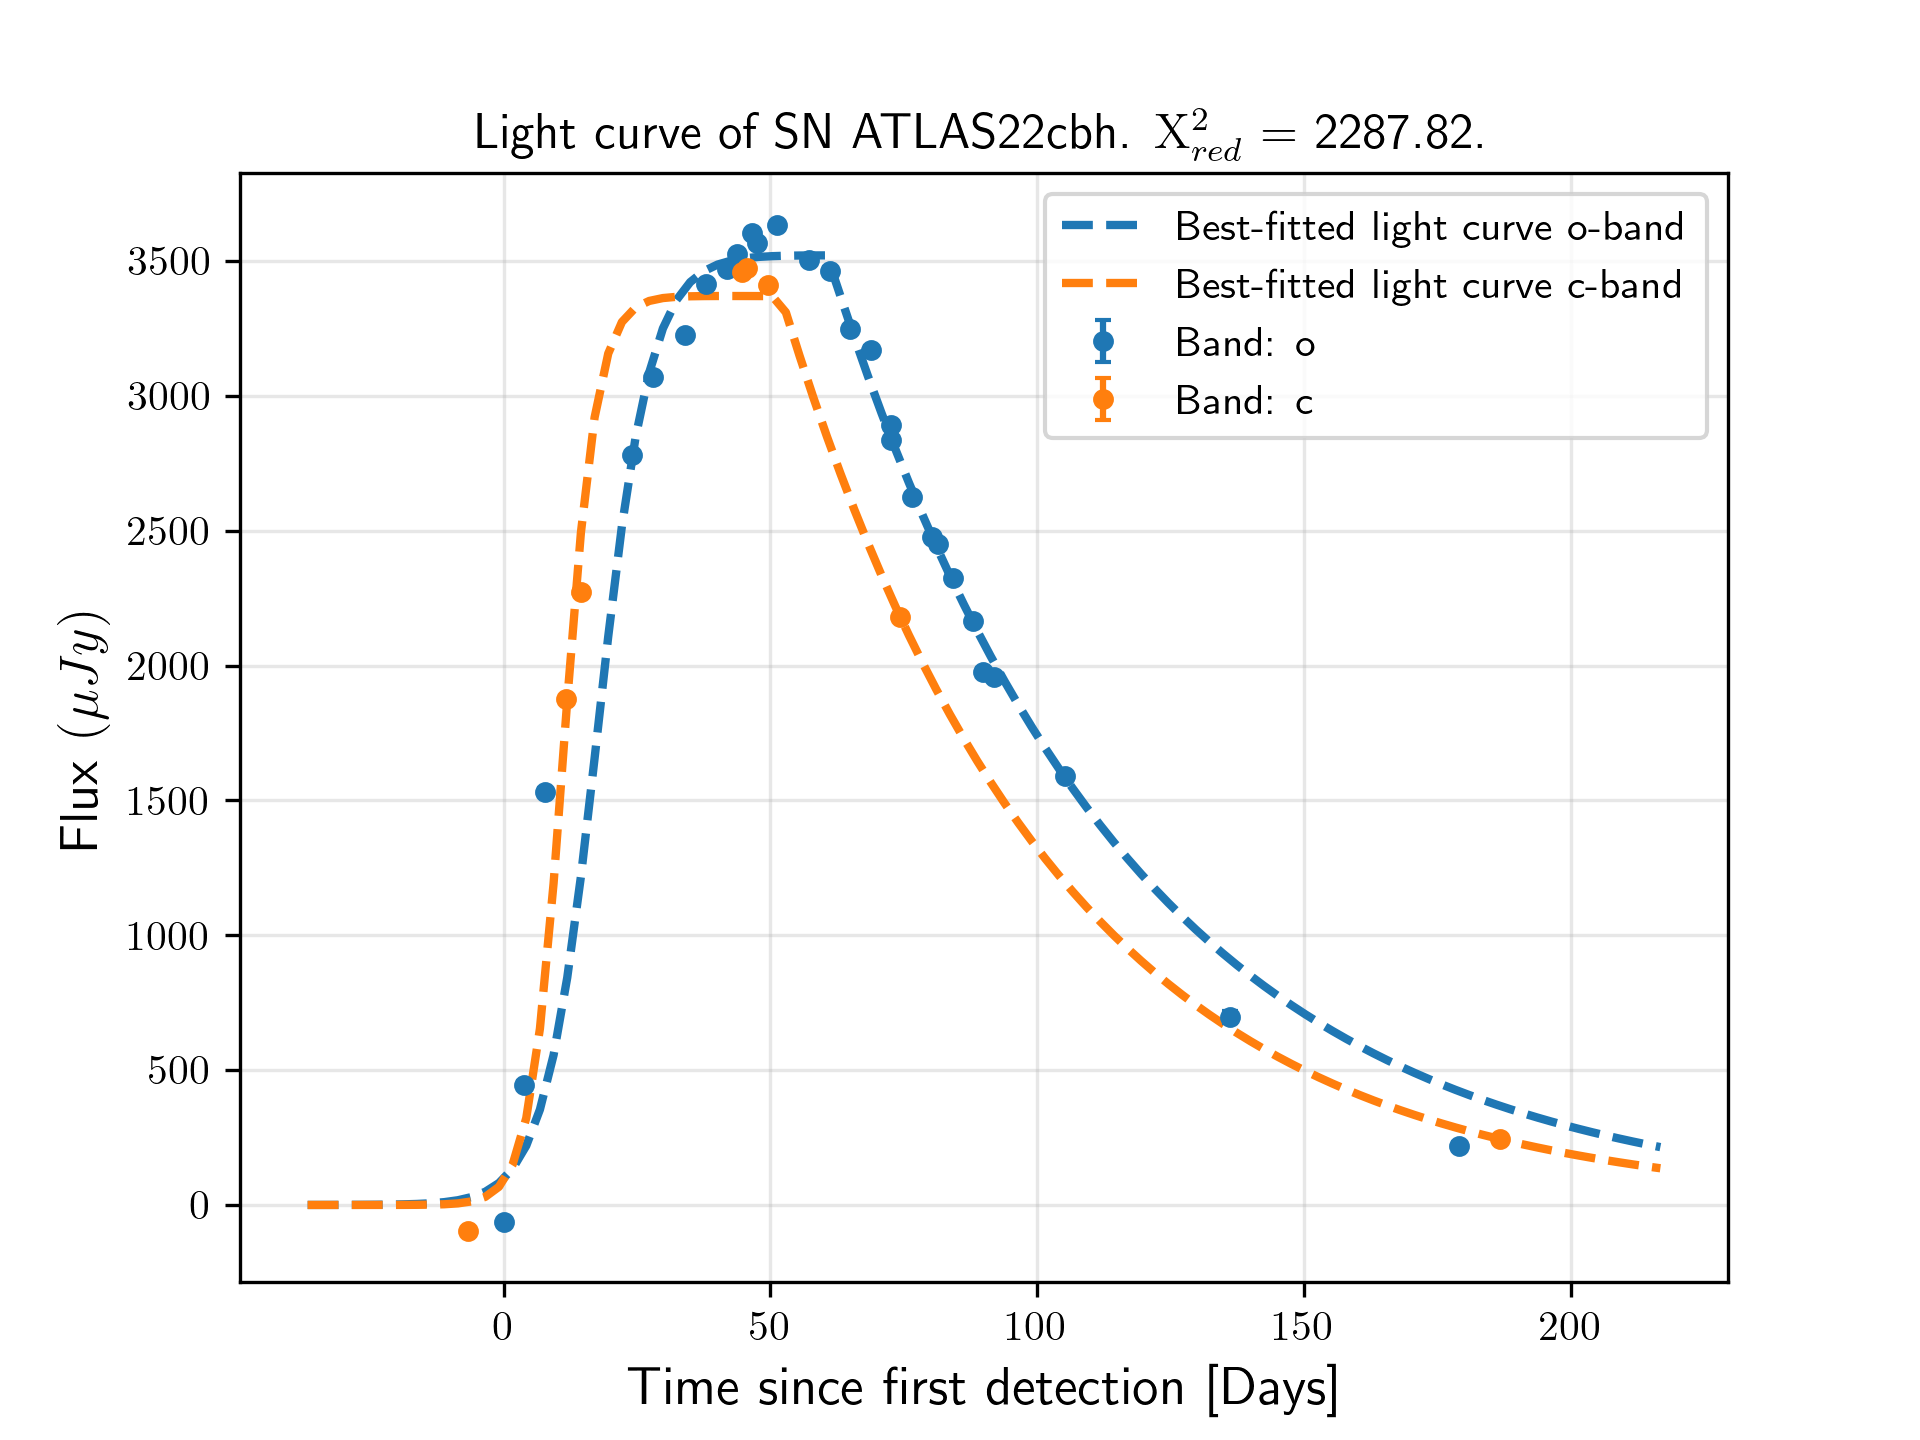 Light curve of SN ATLAS22cbh. X²_red = 2287.82.
Best-fitted light curve o-band
Best-fitted light curve c-band
Band: o
Band: c
Flux (μJy)
3500
3000
2500
2000
1500
1000
500
0
0 50 100 150 200
Time since first detection [Days]